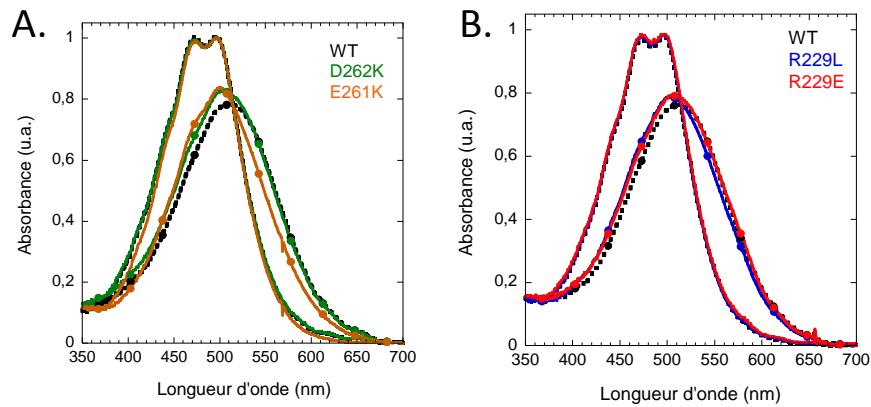 A.
WT
D262K
E261K
Absorbance (u.a.)
1
0,8
0,6
0,4
0,2
0
350 400 450 500 550 600 650 700
Longueur d'onde (nm)
B.
WT
R229L
R229E
Absorbance (u.a.)
1
0,8
0,6
0,4
0,2
0
350 400 450 500 550 600 650 700
Longueur d'onde (nm)